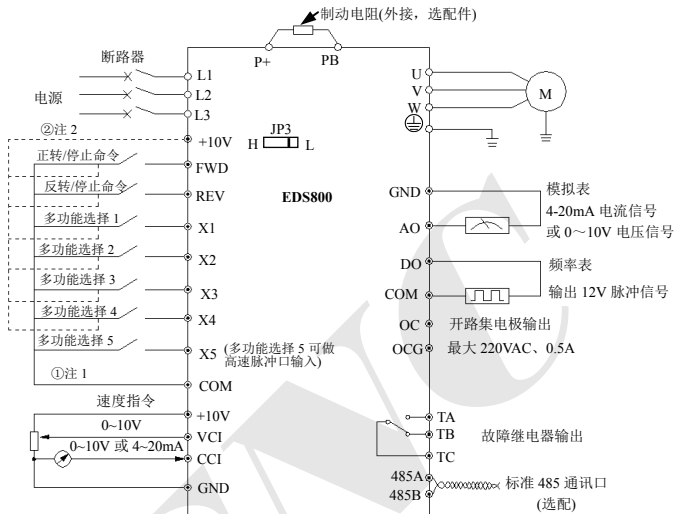 制动电阻(外接，选配件)
P+
PB
断路器
电源
L1
L2
L3
②注 2
+10V
JP3
H
L
正转/停止命令
FWD
反转/停止命令
REV
EDS800
多功能选择 1
X1
多功能选择 2
X2
多功能选择 3
X3
多功能选择 4
X4
多功能选择 5
X5
(多功能选择 5 可做
高速脉冲口输入)
①注 1
COM
速度指令
+10V
0~10V
VCI
0~10V 或 4~20mA
CCI
GND
U
V
W
M
GND
模拟表
4-20mA 电流信号
AO
或 0～10V 电压信号
DO
频率表
COM
输出 12V 脉冲信号
OC
开路集电极输出
OCG
最大 220VAC、0.5A
TA
TB
故障继电器输出
TC
485A
标准 485 通讯口
485B
(选配)
NC